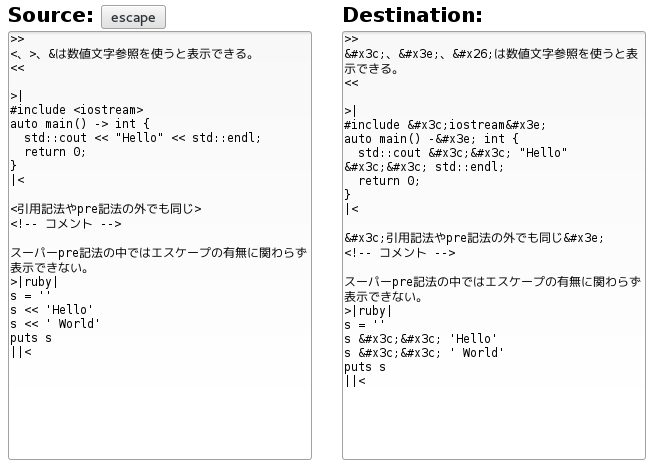 Source: escape
>>
<、>、&は数値文字参照を使うと表示できる。
<<

>|
#include <iostream>
auto main() -> int {
  std::cout << "Hello" << std::endl;
  return 0;
}
|<

<引用記法やpre記法の外でも同じ>
<!-- コメント -->

スーパーpre記法の中ではエスケープの有無に関わらず
表示できない。
>|ruby|
s = ''
s << 'Hello'
s << ' World'
puts s
||<

Destination:
>>
&#x3c;、&#x3e;、&#x26;は数値文字参照を使うと表
示できる。
<<

>|
#include &#x3c;iostream&#x3e;
auto main() -&#x3e; int {
  std::cout &#x3c;&#x3c; "Hello"
&#x3c;&#x3c; std::endl;
  return 0;
}
|<

&#x3c;引用記法やpre記法の外でも同じ&#x3e;
<!-- コメント -->

スーパーpre記法の中ではエスケープの有無に関わらず
表示できない。
>|ruby|
s = ''
s &#x3c;&#x3c; 'Hello'
s &#x3c;&#x3c; ' World'
puts s
||<